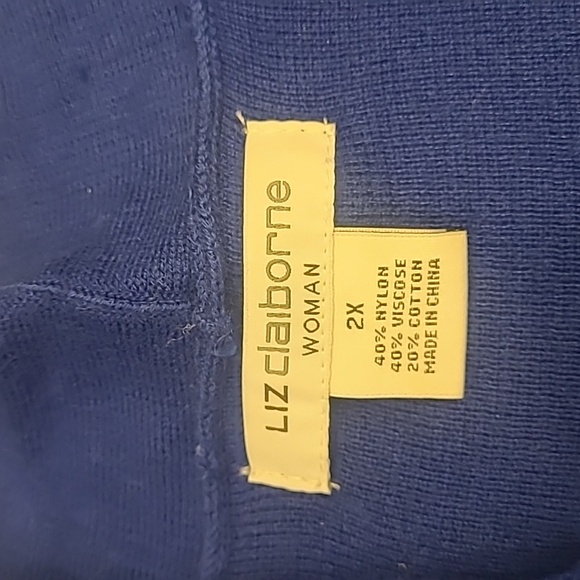 LIZ claiborne
WOMAN
2X
40% NYLON
40% VISCOSE
20% COTTON
MADE IN CHINA